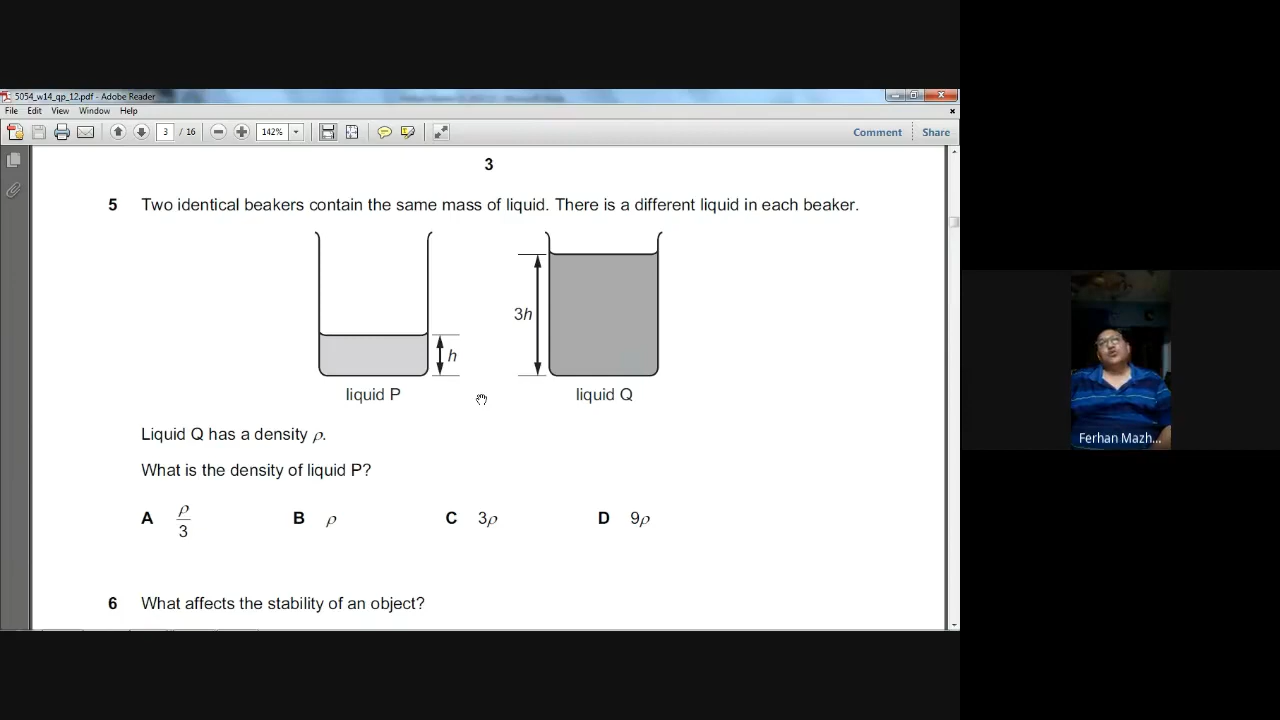 5054_w14_qp_12.pdf - Adobe Reader
File Edit View Window Help
3 / 16 142% Comment Share
3
5 Two identical beakers contain the same mass of liquid. There is a different liquid in each beaker.
h
3h
liquid P liquid Q
Liquid Q has a density ρ.
What is the density of liquid P?
A ρ/3 B ρ C 3ρ D 9ρ
6 What affects the stability of an object?
Ferhan Mazh...